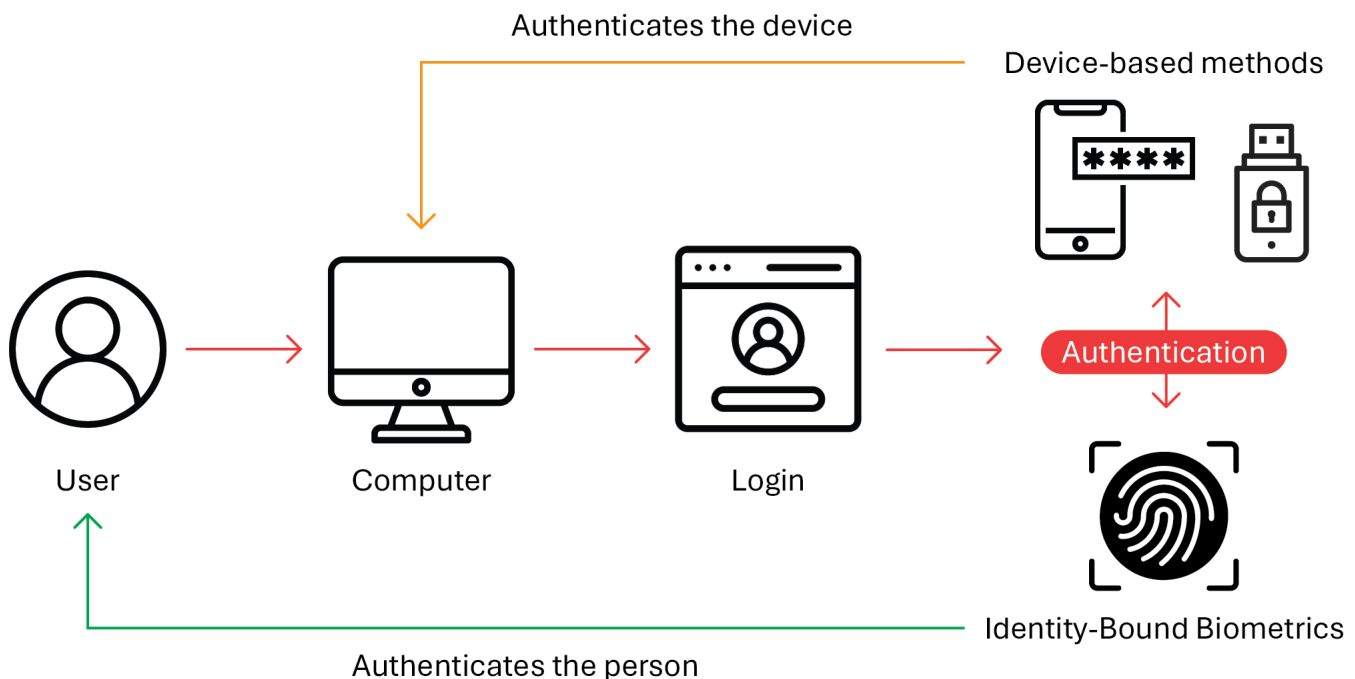 Authenticates the device
Device-based methods
****
Authentication
User
Computer
Login
Identity-Bound Biometrics
Authenticates the person